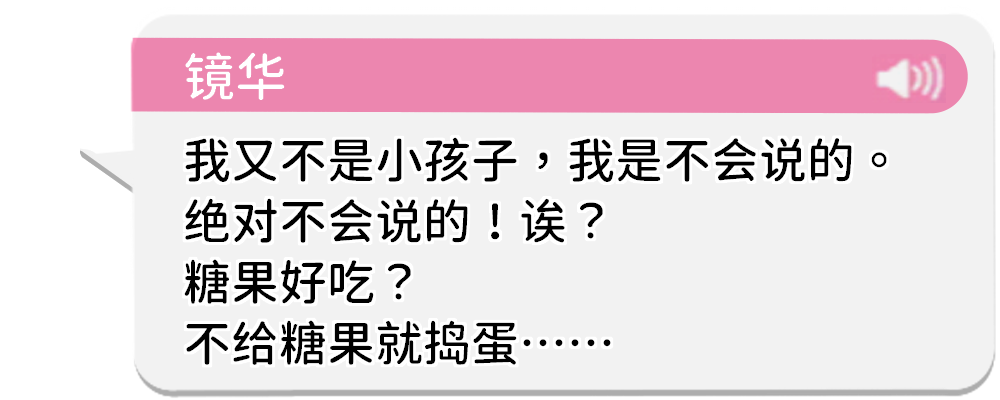 镜华
我又不是小孩子，我是不会说的。
绝对不会说的！诶？
糖果好吃？
不给糖果就捣蛋……